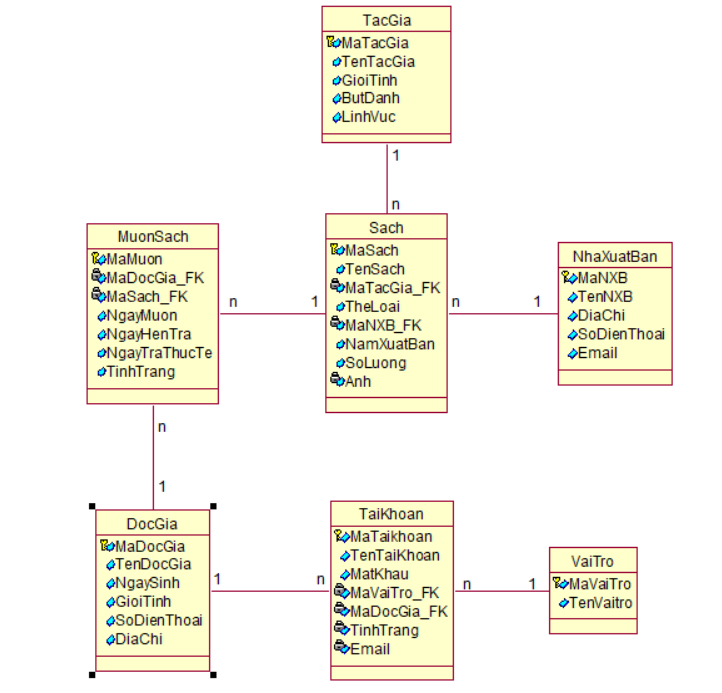 TacGia
MaTacGia
TenTacGia
GioiTinh
ButDanh
LinhVuc
1
n
Sach
MaSach
TenSach
MaTacGia_FK
TheLoai
MaNXB_FK
NamXuatBan
SoLuong
Anh
MuonSach
MaMuon
MaDocGia_FK
MaSach_FK
NgayMuon
NgayHenTra
NgayTraThucTe
TinhTrang
n
1
n
1
NhaXuatBan
MaNXB
TenNXB
DiaChi
SoDienThoai
Email
n
1
DocGia
MaDocGia
TenDocGia
NgaySinh
GioiTinh
SoDienThoai
DiaChi
1
n
TaiKhoan
MaTaikhoan
TenTaiKhoan
MatKhau
MaVaiTro_FK
MaDocGia_FK
TinhTrang
Email
n
1
VaiTro
MaVaiTro
TenVaitro